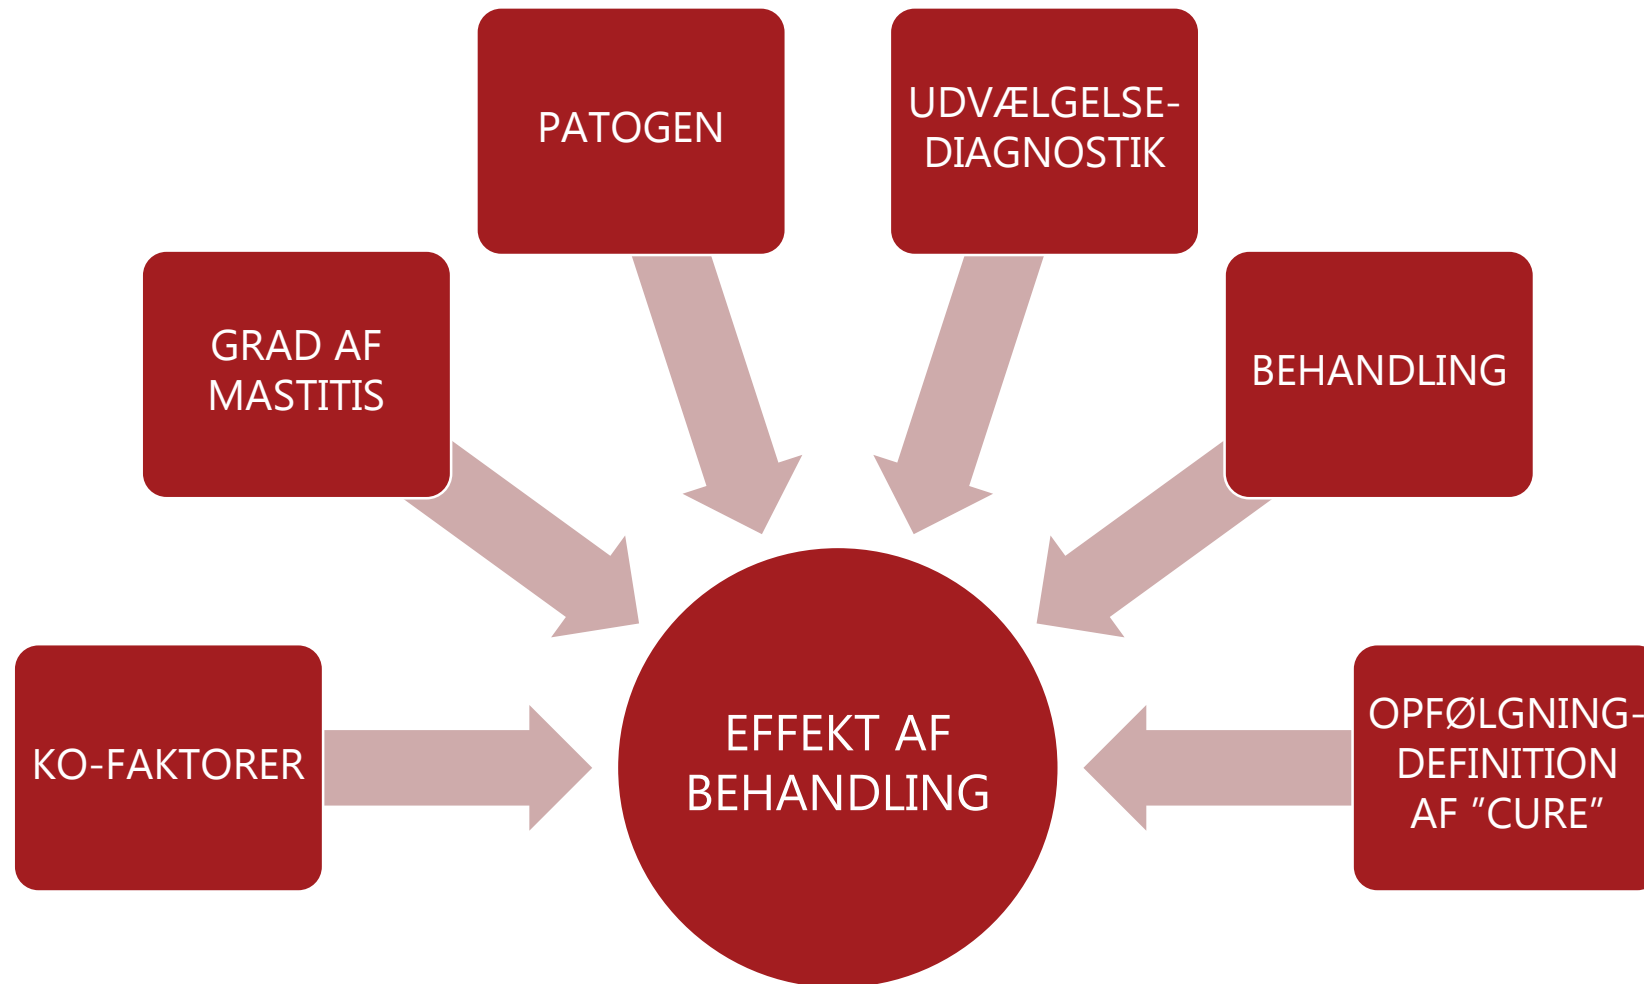 PATOGEN
UDVÆLGELSE-
DIAGNOSTIK
GRAD AF
MASTITIS
BEHANDLING
KO-FAKTORER
EFFEKT AF
BEHANDLING
OPFØLGNING-
DEFINITION
AF ”CURE”